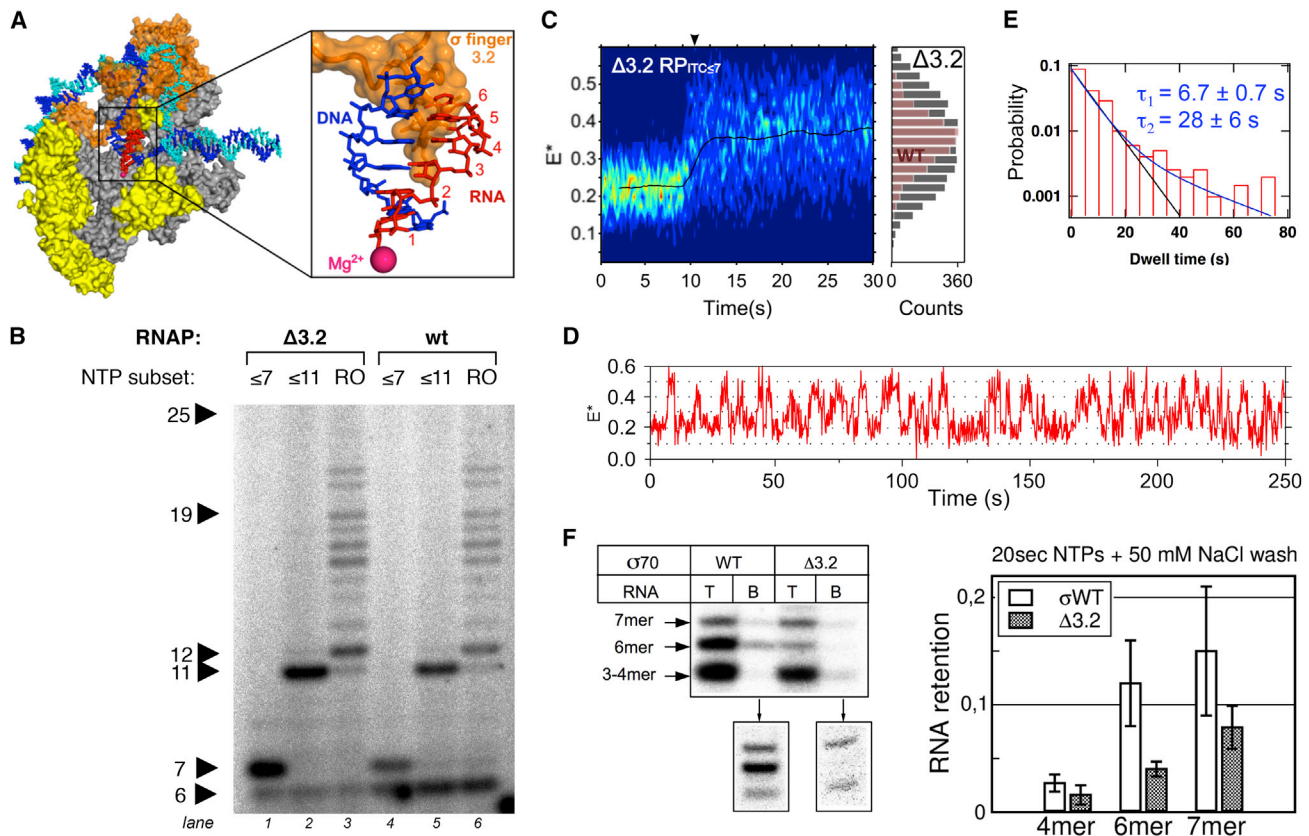 A
σ finger
3.2
DNA
6
5
4
3
RNA
2
1
Mg2+
B
RNAP: Δ3.2 wt
NTP subset: ≤7 ≤11 RO ≤7 ≤11 RO
25
19
12
11
7
6
lane 1 2 3 4 5 6
C
Δ3.2 RPITC≤7
Δ3.2
WT
E*
0.5
0.4
0.3
0.2
0.1
0 5 10 15 20 25 30
0 360
Time(s)
Counts
D
E*
0.6
0.4
0.2
0.0
0 50 100 150 200 250
Time (s)
E
Probability
0.1
0.01
0.001
τ1 = 6.7 ± 0.7 s
τ2 = 28 ± 6 s
0 20 40 60 80
Dwell time (s)
F
σ70 WT Δ3.2
RNA T B T B
7mer
6mer
3-4mer
20sec NTPs + 50 mM NaCl wash
σWT
Δ3.2
RNA retention
0,2
0,1
0
4mer 6mer 7mer